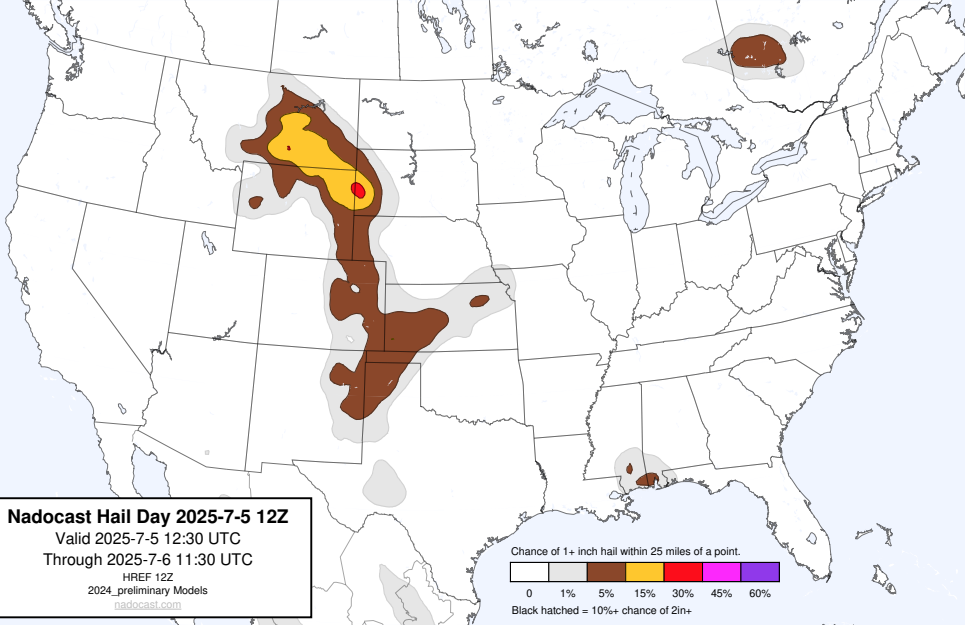 Nadocast Hail Day 2025-7-5 12Z
Valid 2025-7-5 12:30 UTC
Through 2025-7-6 11:30 UTC
HREF 12Z
2024_preliminary Models
nadocast.com
Chance of 1+ inch hail within 25 miles of a point.
0 1% 5% 15% 30% 45% 60%
Black hatched = 10%+ chance of 2in+